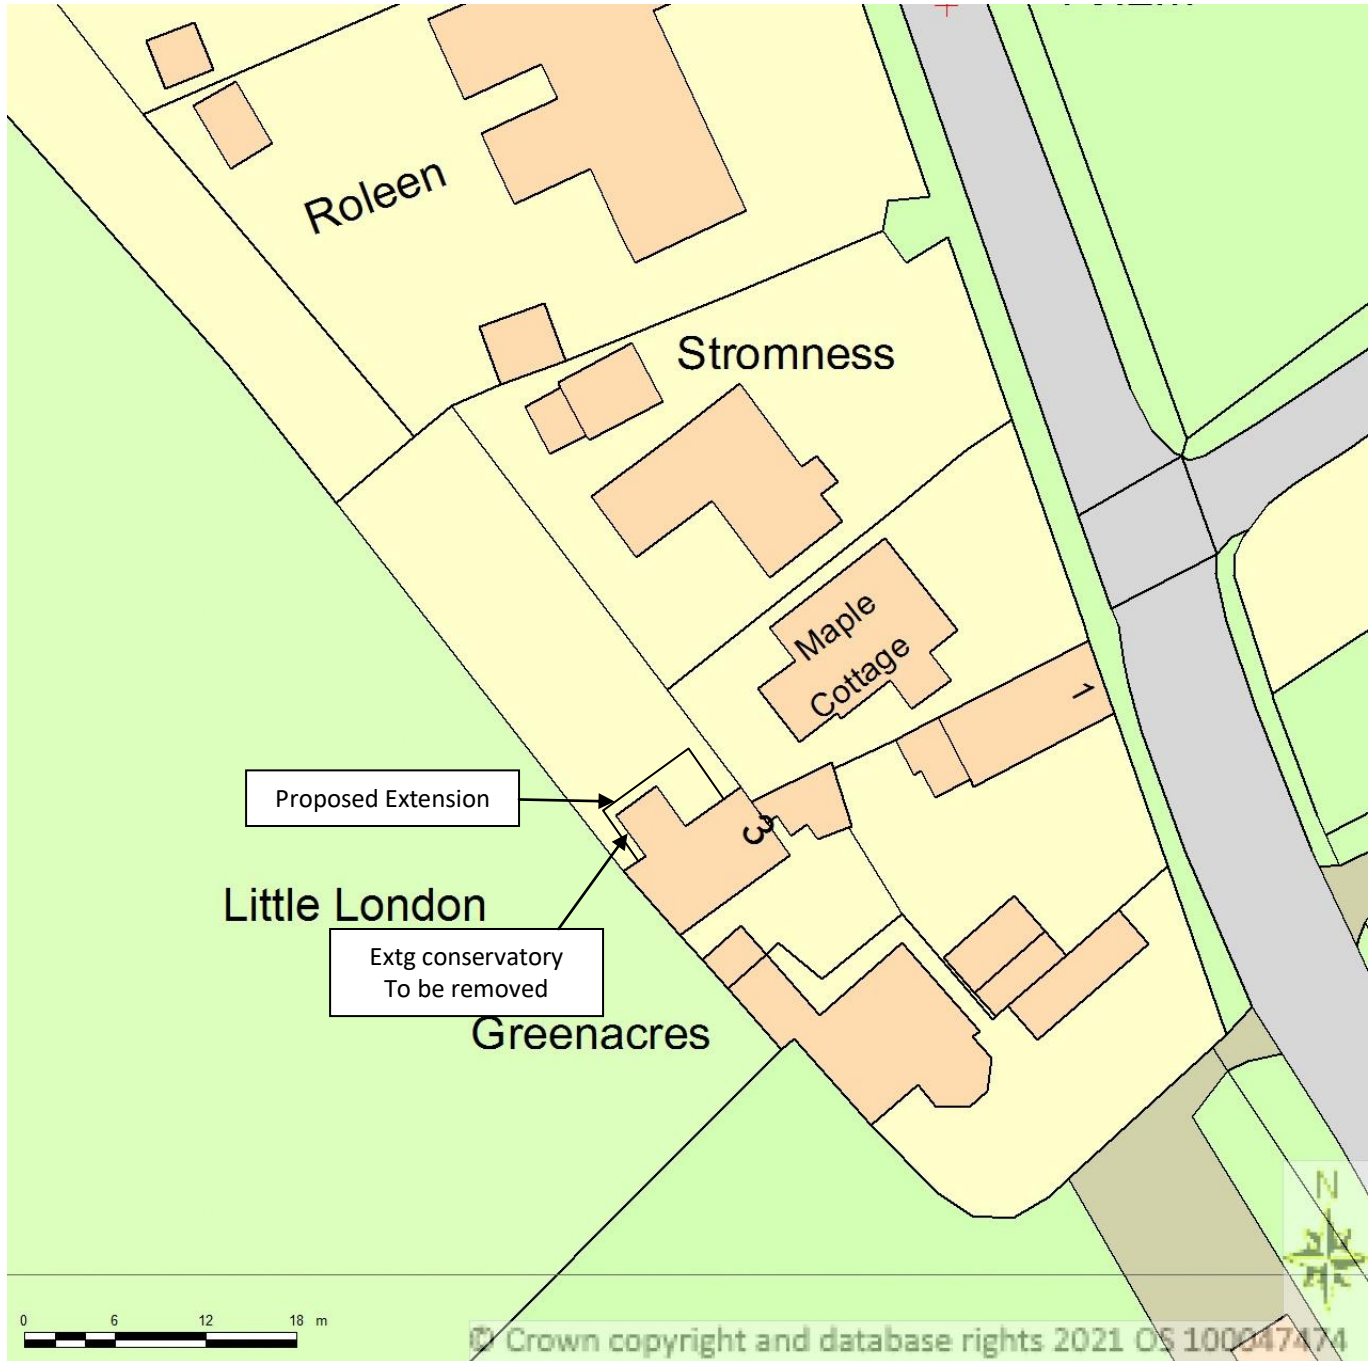 Roleen
Stromness
Maple
Cottage
1
Proposed Extension
3
Little London
Extg conservatory
To be removed
Greenacres
N
0 6 12 18 m
© Crown copyright and database rights 2021 OS 100047474